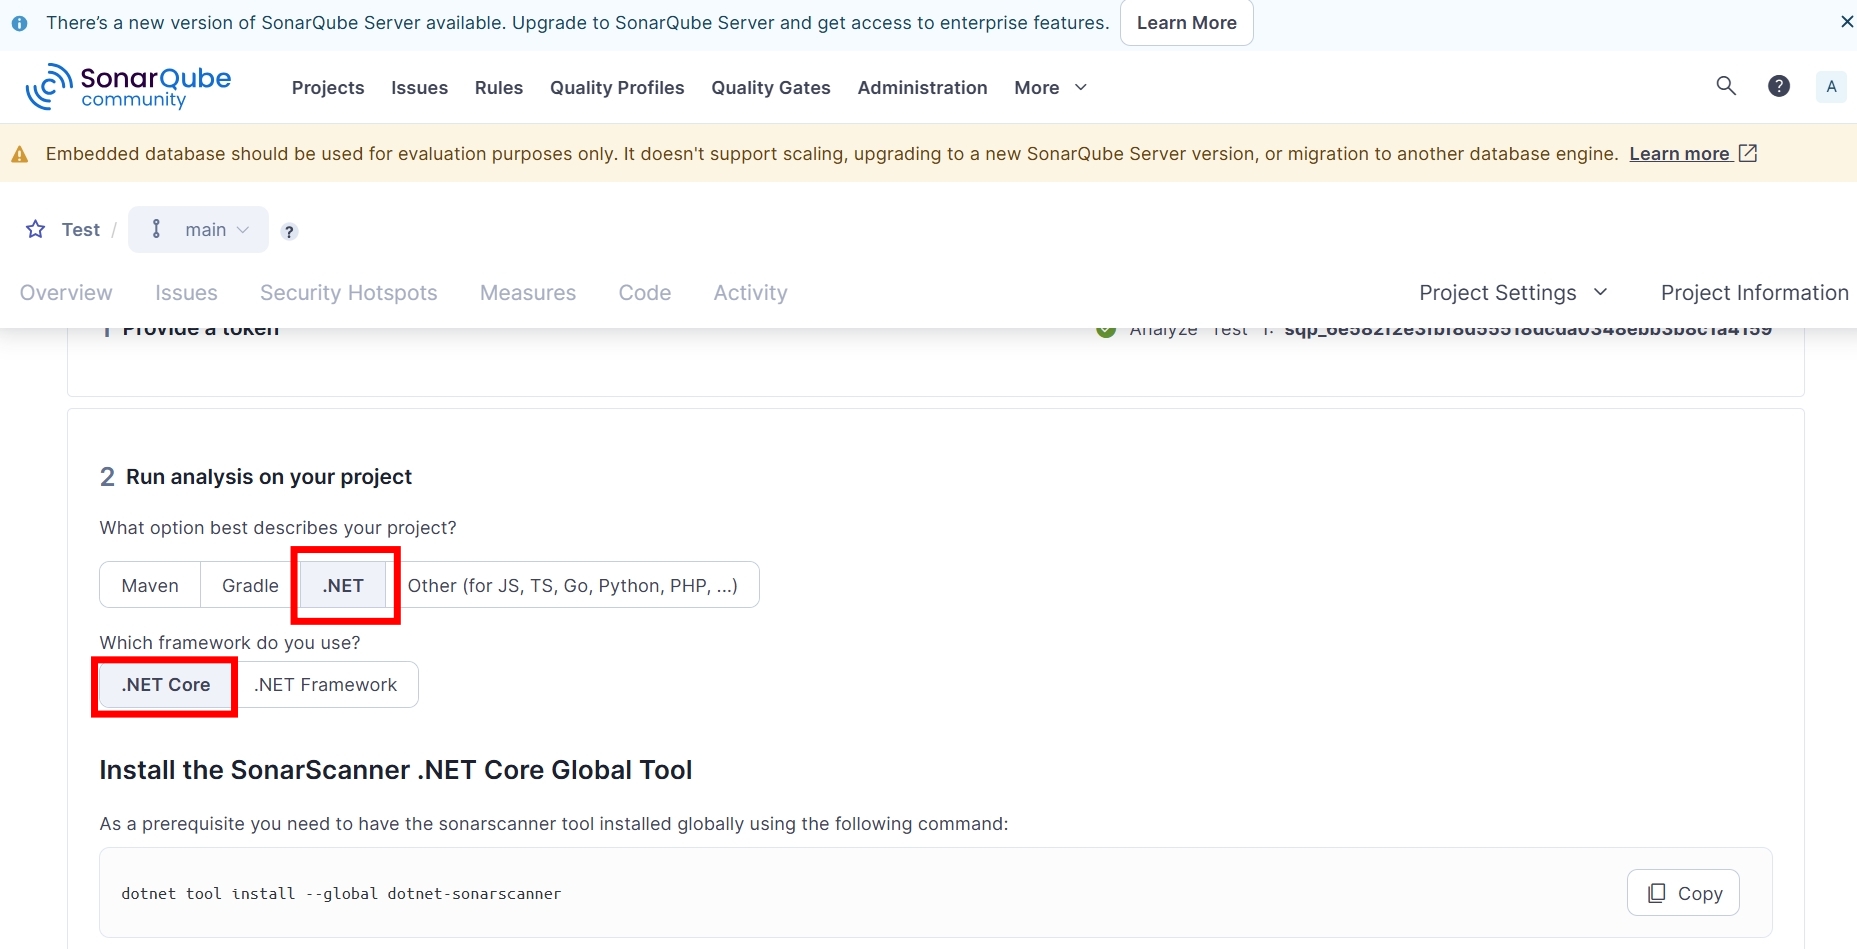 There's a new version of SonarQube Server available. Upgrade to SonarQube Server and get access to enterprise features. Learn More
SonarQube community
Projects Issues Rules Quality Profiles Quality Gates Administration More
? A
Embedded database should be used for evaluation purposes only. It doesn't support scaling, upgrading to a new SonarQube Server version, or migration to another database engine. Learn more
Test / main ?
Overview Issues Security Hotspots Measures Code Activity Project Settings Project Information
1 Provide a token Analyze "Test"
2 Run analysis on your project
What option best describes your project?
Maven Gradle .NET Other (for JS, TS, Go, Python, PHP, ...)
Which framework do you use?
.NET Core .NET Framework
Install the SonarScanner .NET Core Global Tool
As a prerequisite you need to have the sonarscanner tool installed globally using the following command:
dotnet tool install --global dotnet-sonarscanner Copy